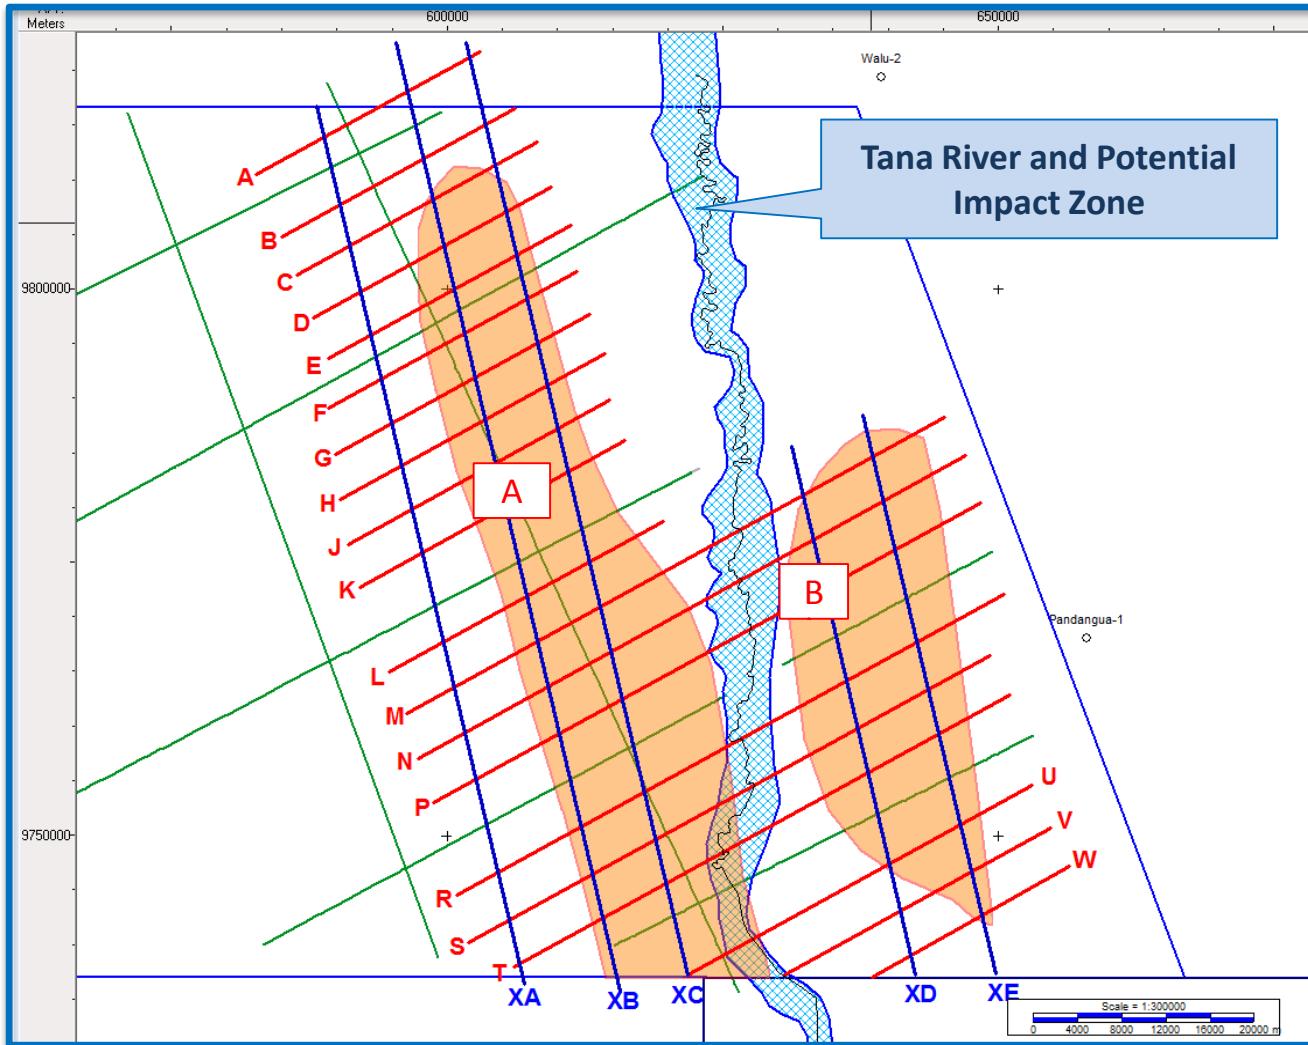 Meters
600000
650000
Walu-2
Tana River and Potential
Impact Zone
A
B
C
D
9800000
E
F
G
H
A
J
K
B
Pandangua-1
L
M
N
P
U
V
9750000
W
R
S
T
XA
XB
XC
XD
XE
Scale = 1:300000
0 4000 8000 12000 16000 20000 m